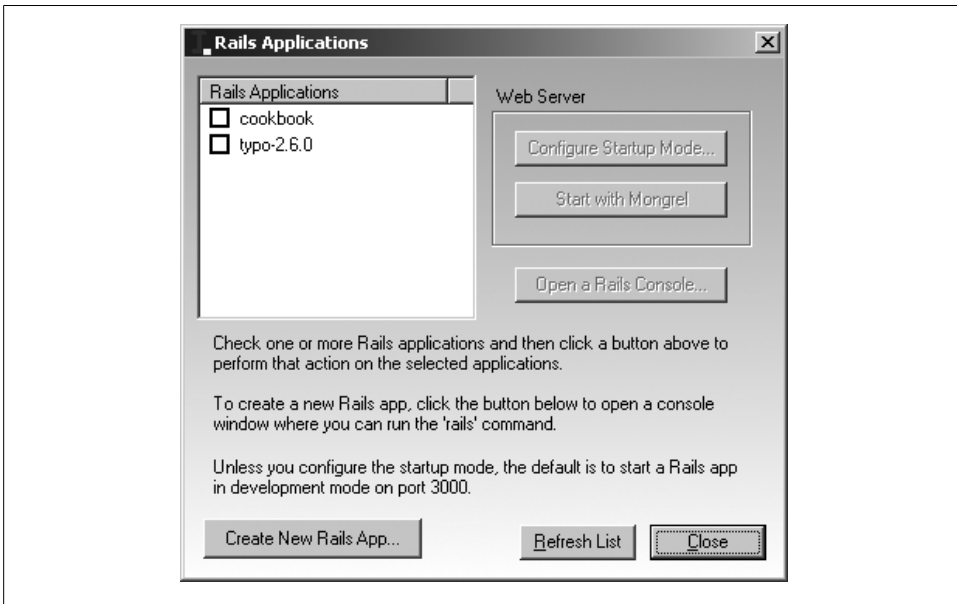 Rails Applications
Rails Applications
cookbook
typo-2.6.0
Web Server
Configure Startup Mode...
Start with Mongrel
Open a Rails Console...
Check one or more Rails applications and then click a button above to
perform that action on the selected applications.
To create a new Rails app, click the button below to open a console
window where you can run the 'rails' command.
Unless you configure the startup mode, the default is to start a Rails app
in development mode on port 3000.
Create New Rails App...
Refresh List
Close